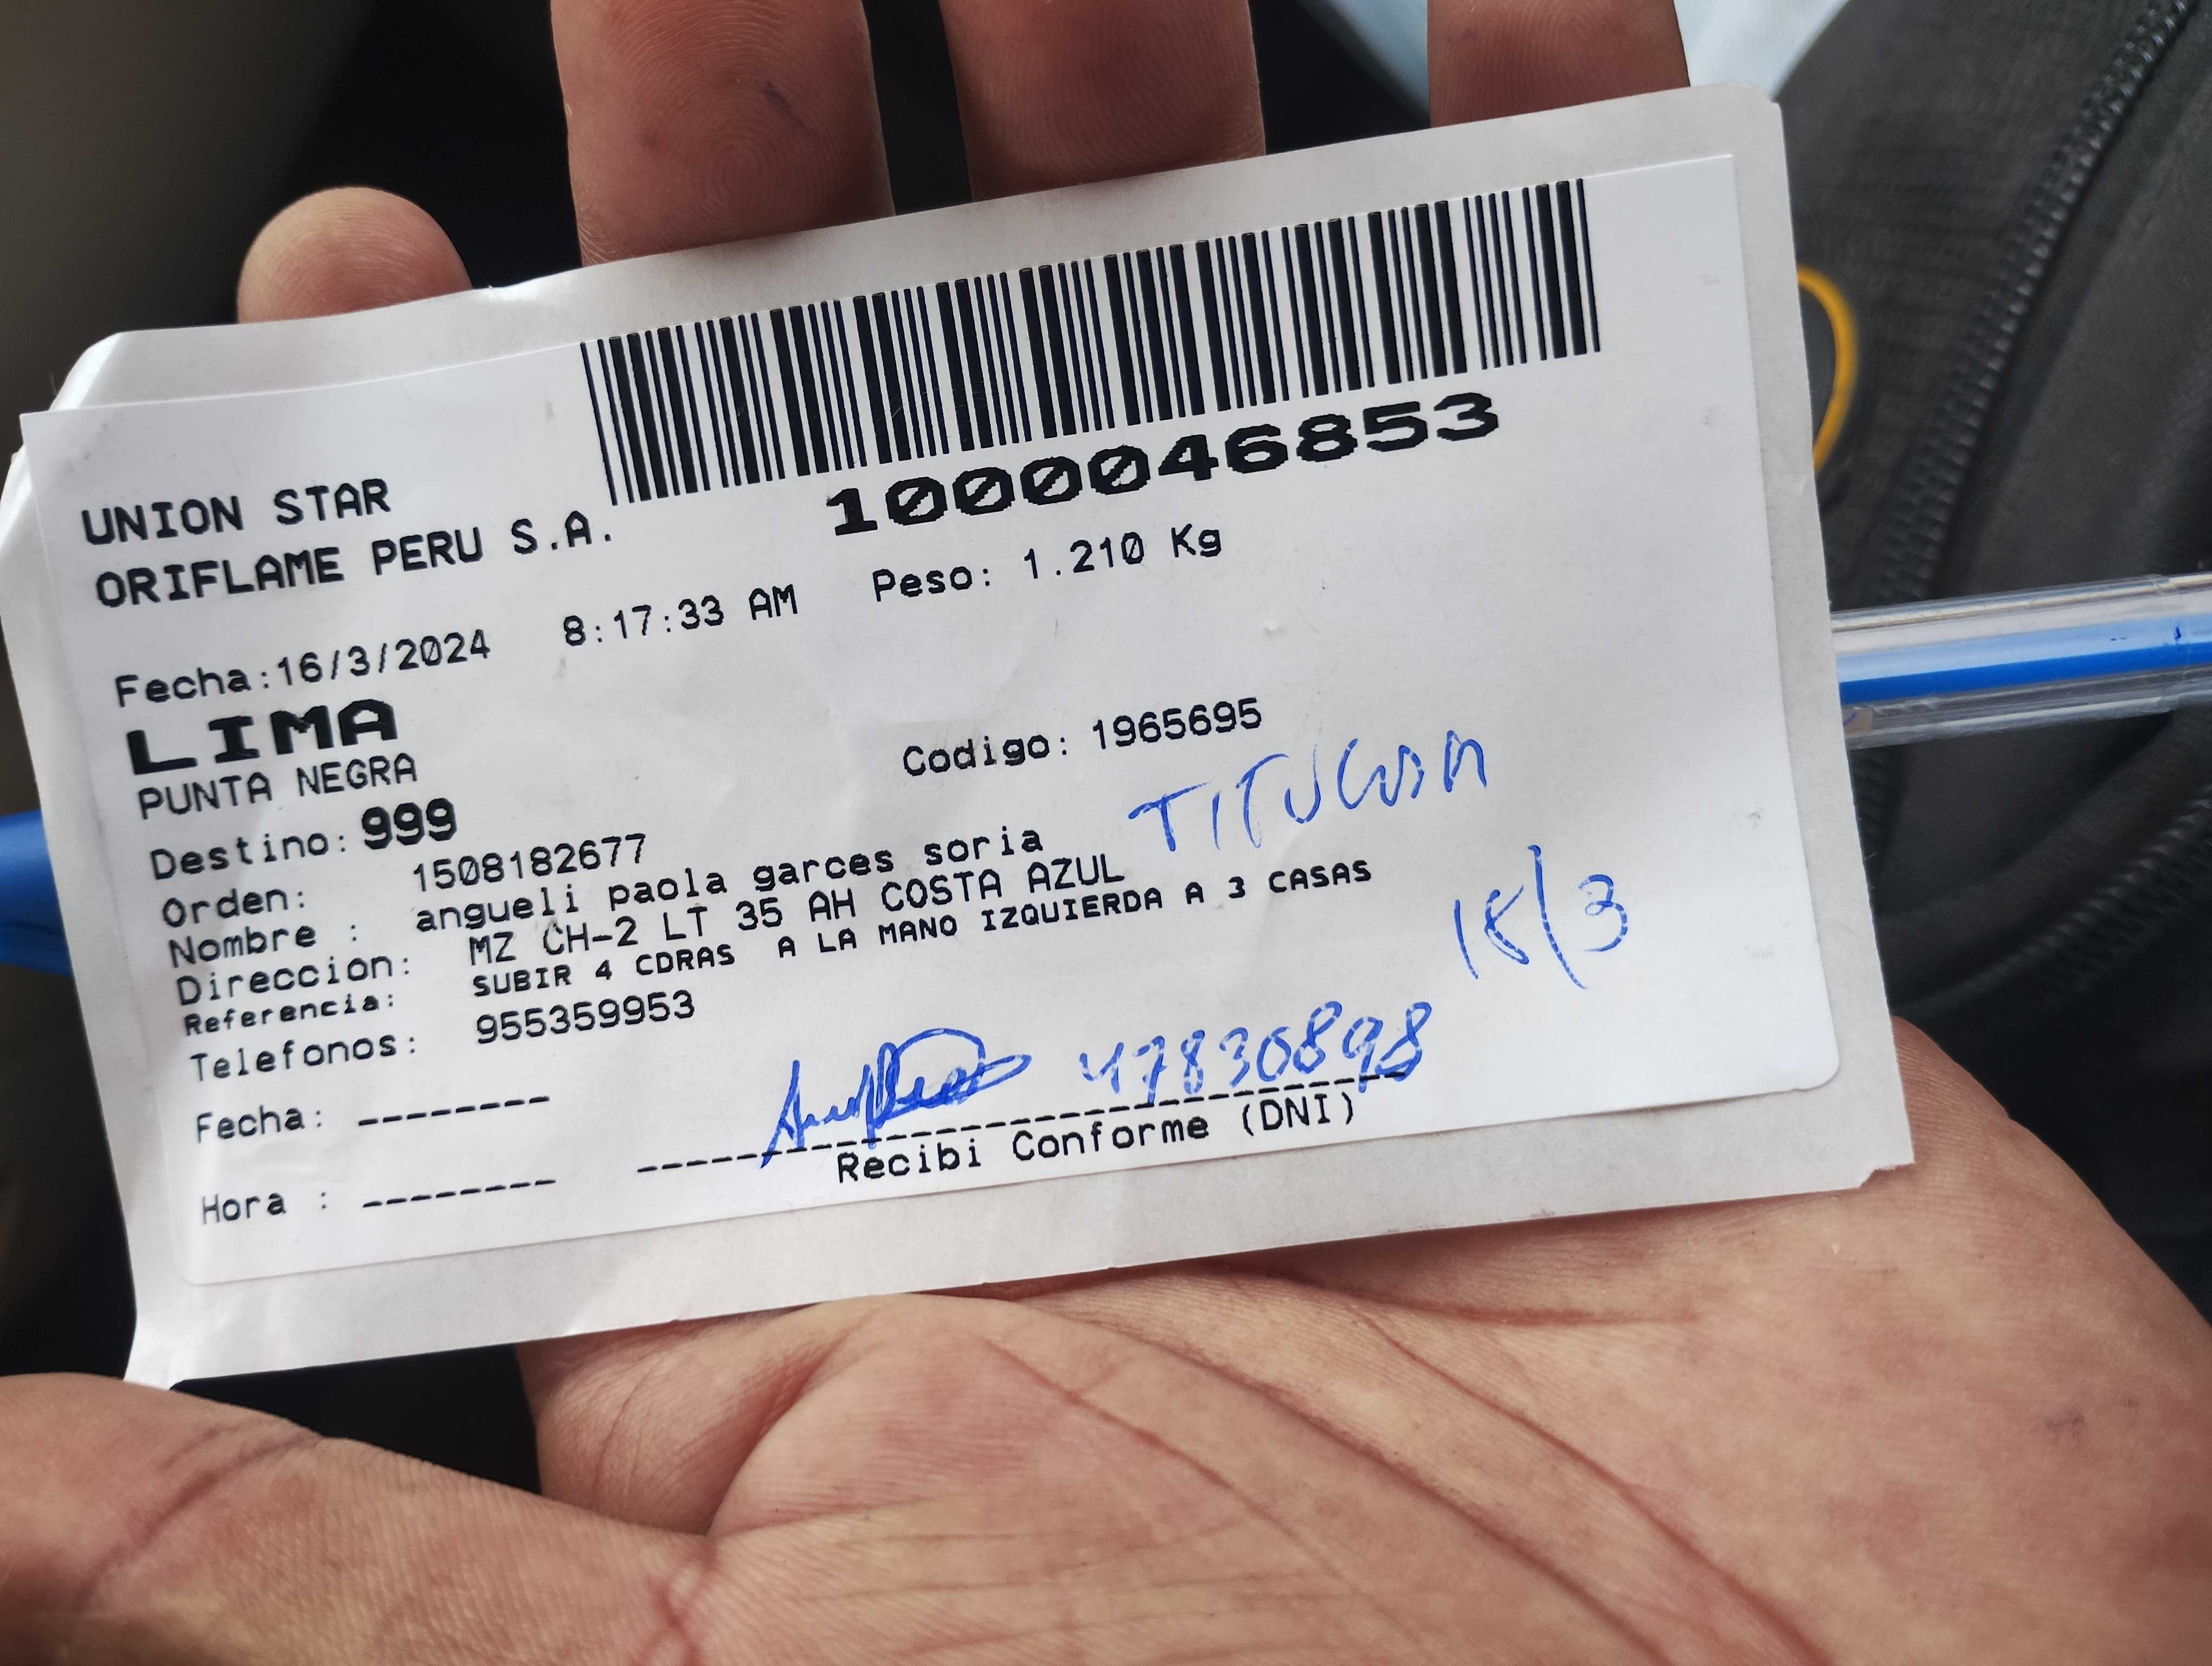 1000046853
UNION STAR
ORIFLAME PERU S.A.
Fecha:16/3/2024 8:17:33 AM Peso: 1.210 Kg
LIMA
PUNTA NEGRA Codigo: 1965695
Destino: 999
Orden: 1508182677
Nombre : angueli paola garces soria
Direccion: MZ CH-2 LT 35 AH COSTA AZUL
Referencia: SUBIR 4 CDRAS A LA MANO IZQUIERDA A 3 CASAS
Telefonos: 955359953
18/3
47830898
Fecha: --------
Recibi Conforme (DNI)
Hora : --------